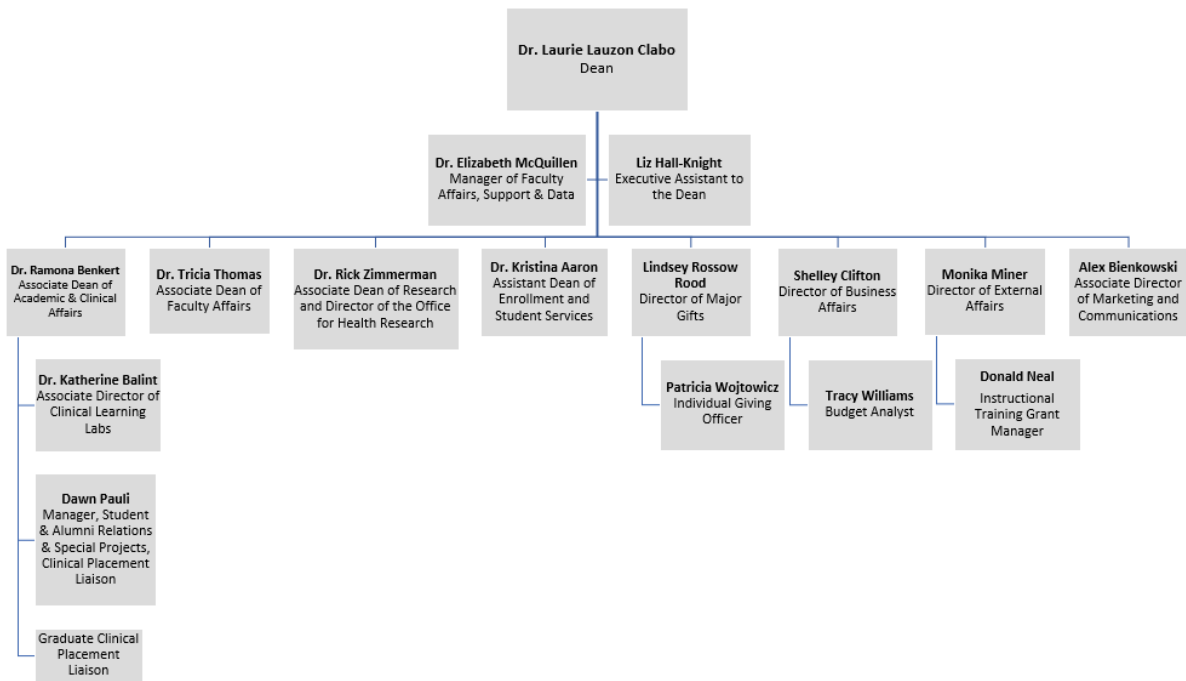 Dr. Laurie Lauzon Clabo
Dean
Dr. Elizabeth McQuillen
Manager of Faculty
Affairs, Support & Data
Liz Hall-Knight
Executive Assistant to
the Dean
Dr. Ramona Benkert
Associate Dean of
Academic & Clinical
Affairs
Dr. Tricia Thomas
Associate Dean of
Faculty Affairs
Dr. Rick Zimmerman
Associate Dean of Research
and Director of the Office
for Health Research
Dr. Kristina Aaron
Assistant Dean of
Enrollment and
Student Services
Lindsey Rossow
Rood
Director of Major
Gifts
Shelley Clifton
Director of Business
Affairs
Monika Miner
Director of External
Affairs
Alex Bienkowski
Associate Director
of Marketing and
Communications
Dr. Katherine Balint
Associate Director of
Clinical Learning
Labs
Patricia Wojtowicz
Individual Giving
Officer
Tracy Williams
Budget Analyst
Donald Neal
Instructional
Training Grant
Manager
Dawn Pauli
Manager, Student
& Alumni Relations
& Special Projects,
Clinical Placement
Liaison
Graduate Clinical
Placement
Liaison